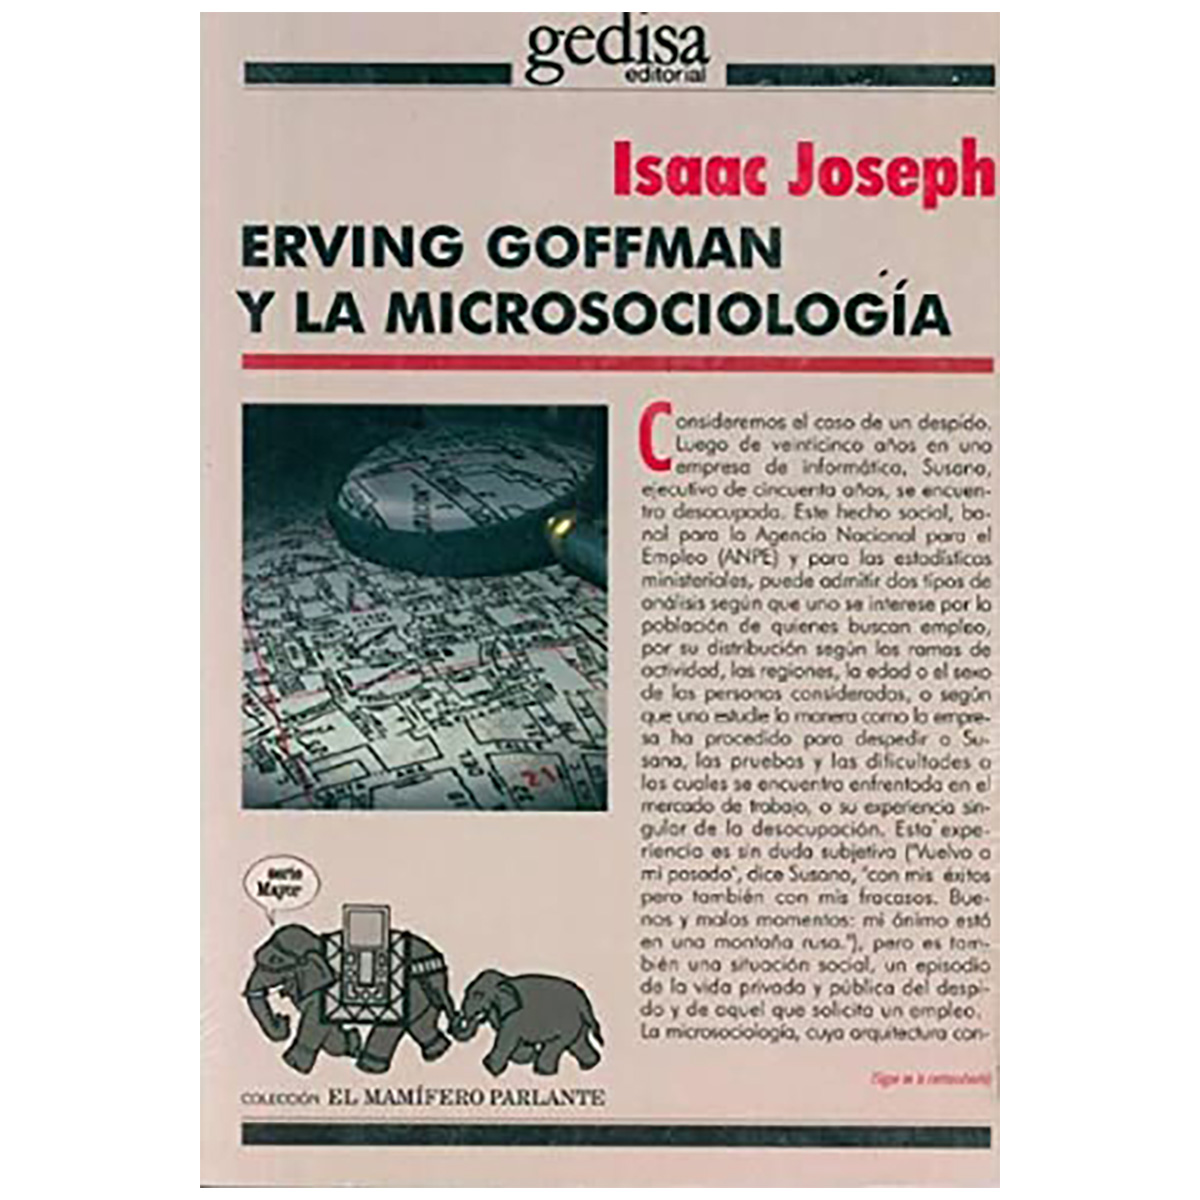 gedisa
editorial
Isaac Joseph
ERVING GOFFMAN
Y LA MICROSOCIOLOGÍA
Consideremos el caso de un despido.
Luego de veinticinco años en una
empresa de informática, Susana,
ejecutiva de cincuenta años, se encuen-
tra desocupada. Este hecho social, ba-
nal para la Agencia Nacional para el
Empleo (ANPE) y para las estadísticas
ministeriales, puede admitir dos tipos de
análisis según que uno se interese por la
población de quienes buscan empleo,
por su distribución según las ramas de
actividad, las regiones, la edad o el sexo
de las personas consideradas, o según
que uno estudie la manera como la empre-
sa ha procedido para despedir a Su-
sana, las pruebas y las dificultades a
las cuales se encuentra enfrentada en el
mercado de trabajo, o su experiencia sin-
gular de la desocupación. Esta expe-
riencia es sin duda subjetiva ("Vuelvo a
mi pasado", dice Susana, "con mis éxitos
pero también con mis fracasos. Bue-
nos y malos momentos: mi ánimo está
en una montaña rusa."), pero es tam-
bién una situación social, un episodio
de la vida privada y pública del despi-
do y de aquel que solicita un empleo.
La microsociología, cuya arquitectura con-
(Sigue en la contracubierta)
21
serie
Mayor
COLECCIÓN EL MAMÍFERO PARLANTE